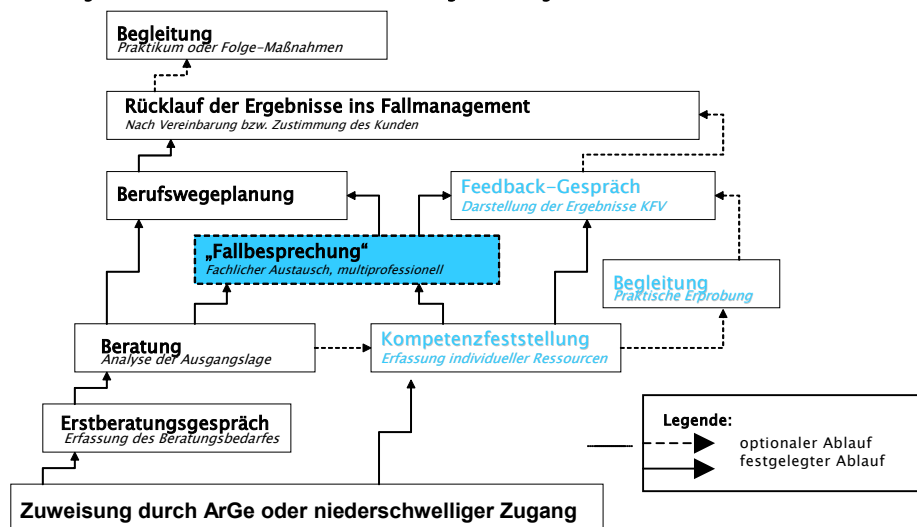 Begleitung
Praktikum oder Folge-Maßnahmen
Rücklauf der Ergebnisse ins Fallmanagement
Nach Vereinbarung bzw. Zustimmung des Kunden
Berufswegeplanung
Feedback-Gespräch
Darstellung der Ergebnisse KFV
„Fallbesprechung“
Fachlicher Austausch, multiprofessionell
Begleitung
Praktische Erprobung
Beratung
Analyse der Ausgangslage
Kompetenzfeststellung
Erfassung individueller Ressourcen
Erstberatungsgespräch
Erfassung des Beratungsbedarfes
Legende:
optionaler Ablauf
festgelegter Ablauf
Zuweisung durch ArGe oder niederschwelliger Zugang